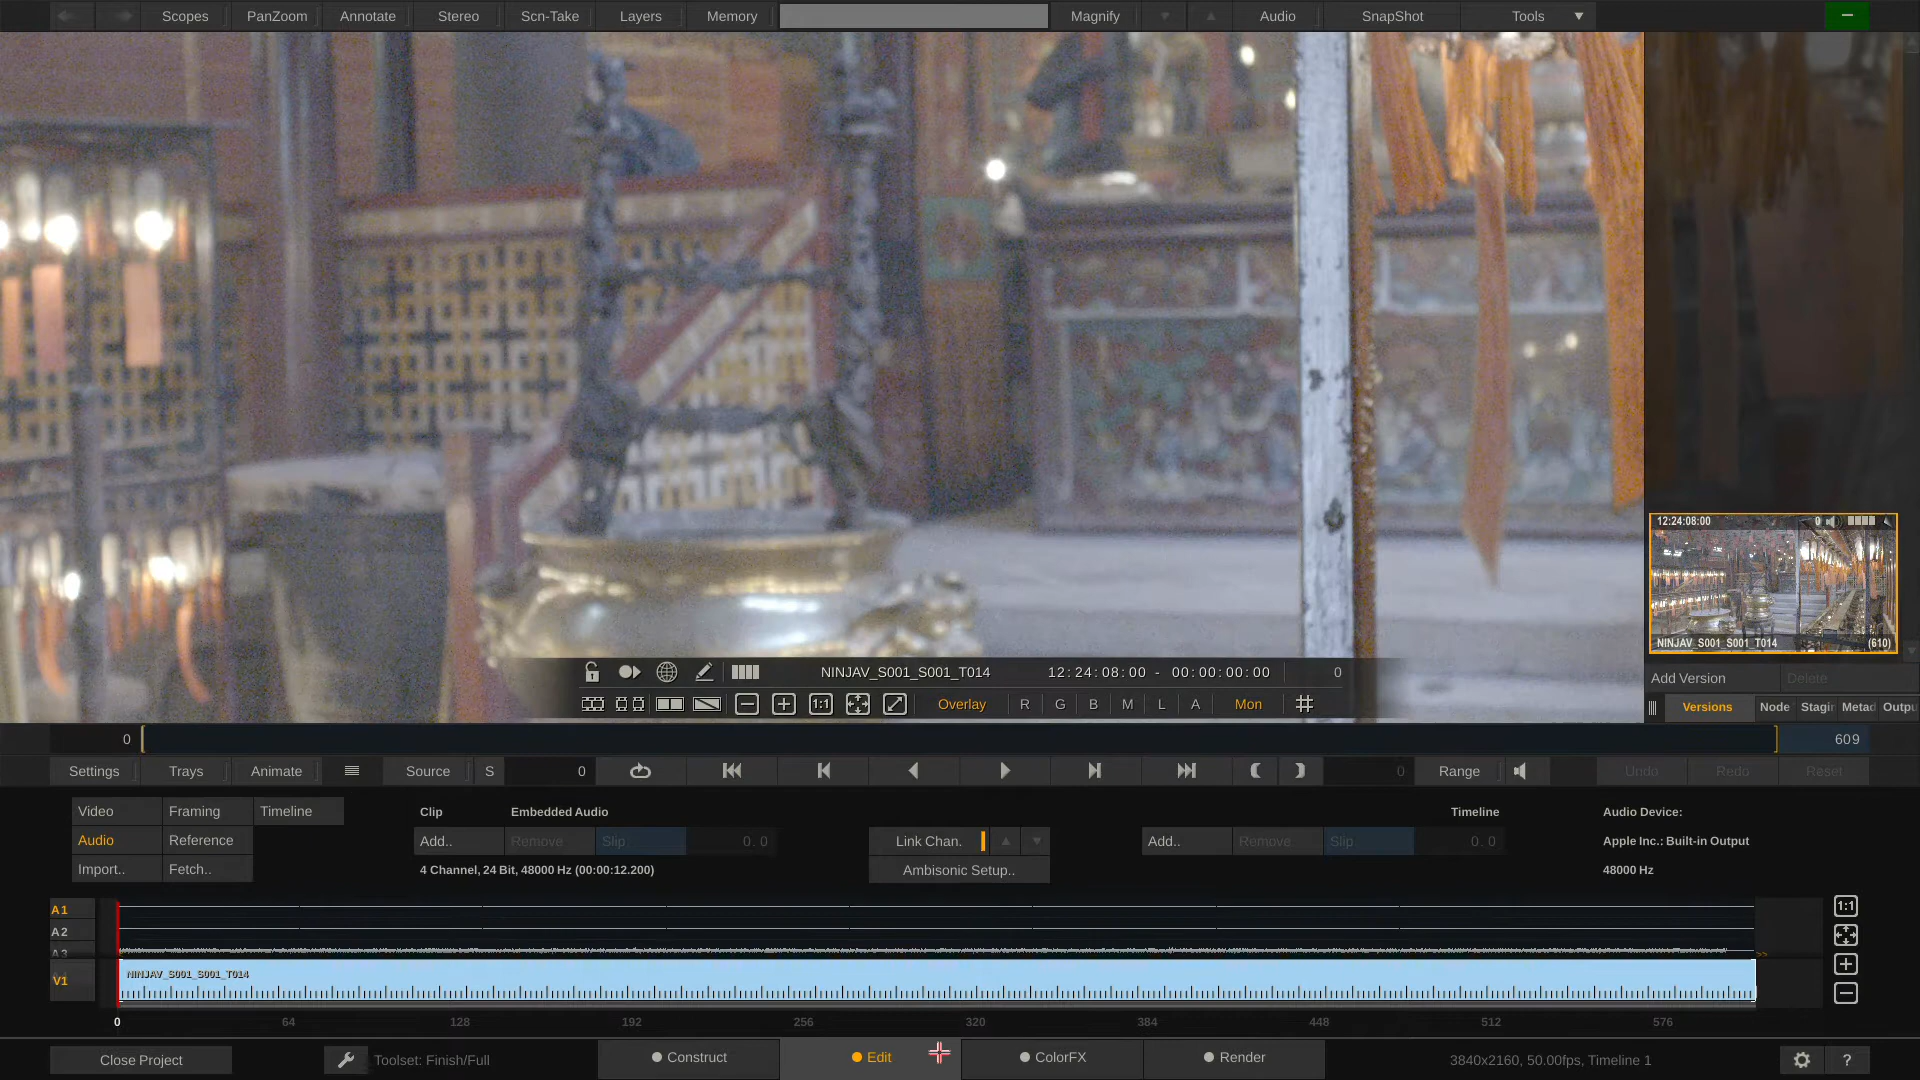 Scopes PanZoom Annotate Stereo Scn-Take Layers Memory Magnify Audio SnapShot Tools
12:24:08:00 0
NINJAV_S001_S001_T014 (610)
NINJAV_S001_S001_T014 12:24:08:00 - 00:00:00:00 0
Add Version Delete
1:1 Overlay R G B M L A Mon
Versions Node Stagin Metad Outpu
0 609
Settings Trays Animate Source S 0 0 Range Undo Redo Reset
Video Framing Timeline Clip Embedded Audio Timeline Audio Device:
Audio Reference Add.. Remove Slip 0.0 Link Chan. Add.. Remove Slip 0.0 Apple Inc.: Built-in Output
Import.. Fetch.. 4 Channel, 24 Bit, 48000 Hz (00:00:12.200) Ambisonic Setup.. 48000 Hz
A1 1:1
A2
A3
V1 NINJAV_S001_S001_T014
0 64 128 192 256 320 384 448 512 576
Close Project Toolset: Finish/Full Construct Edit ColorFX Render 3840x2160, 50.00fps, Timeline 1 ?